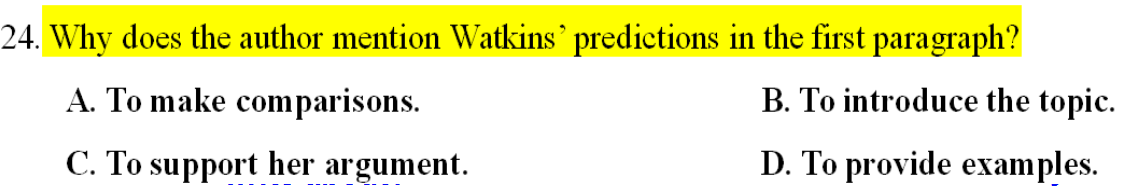 24. Why does the author mention Watkins’ predictions in the first paragraph?
A. To make comparisons. B. To introduce the topic.
C. To support her argument. D. To provide examples.